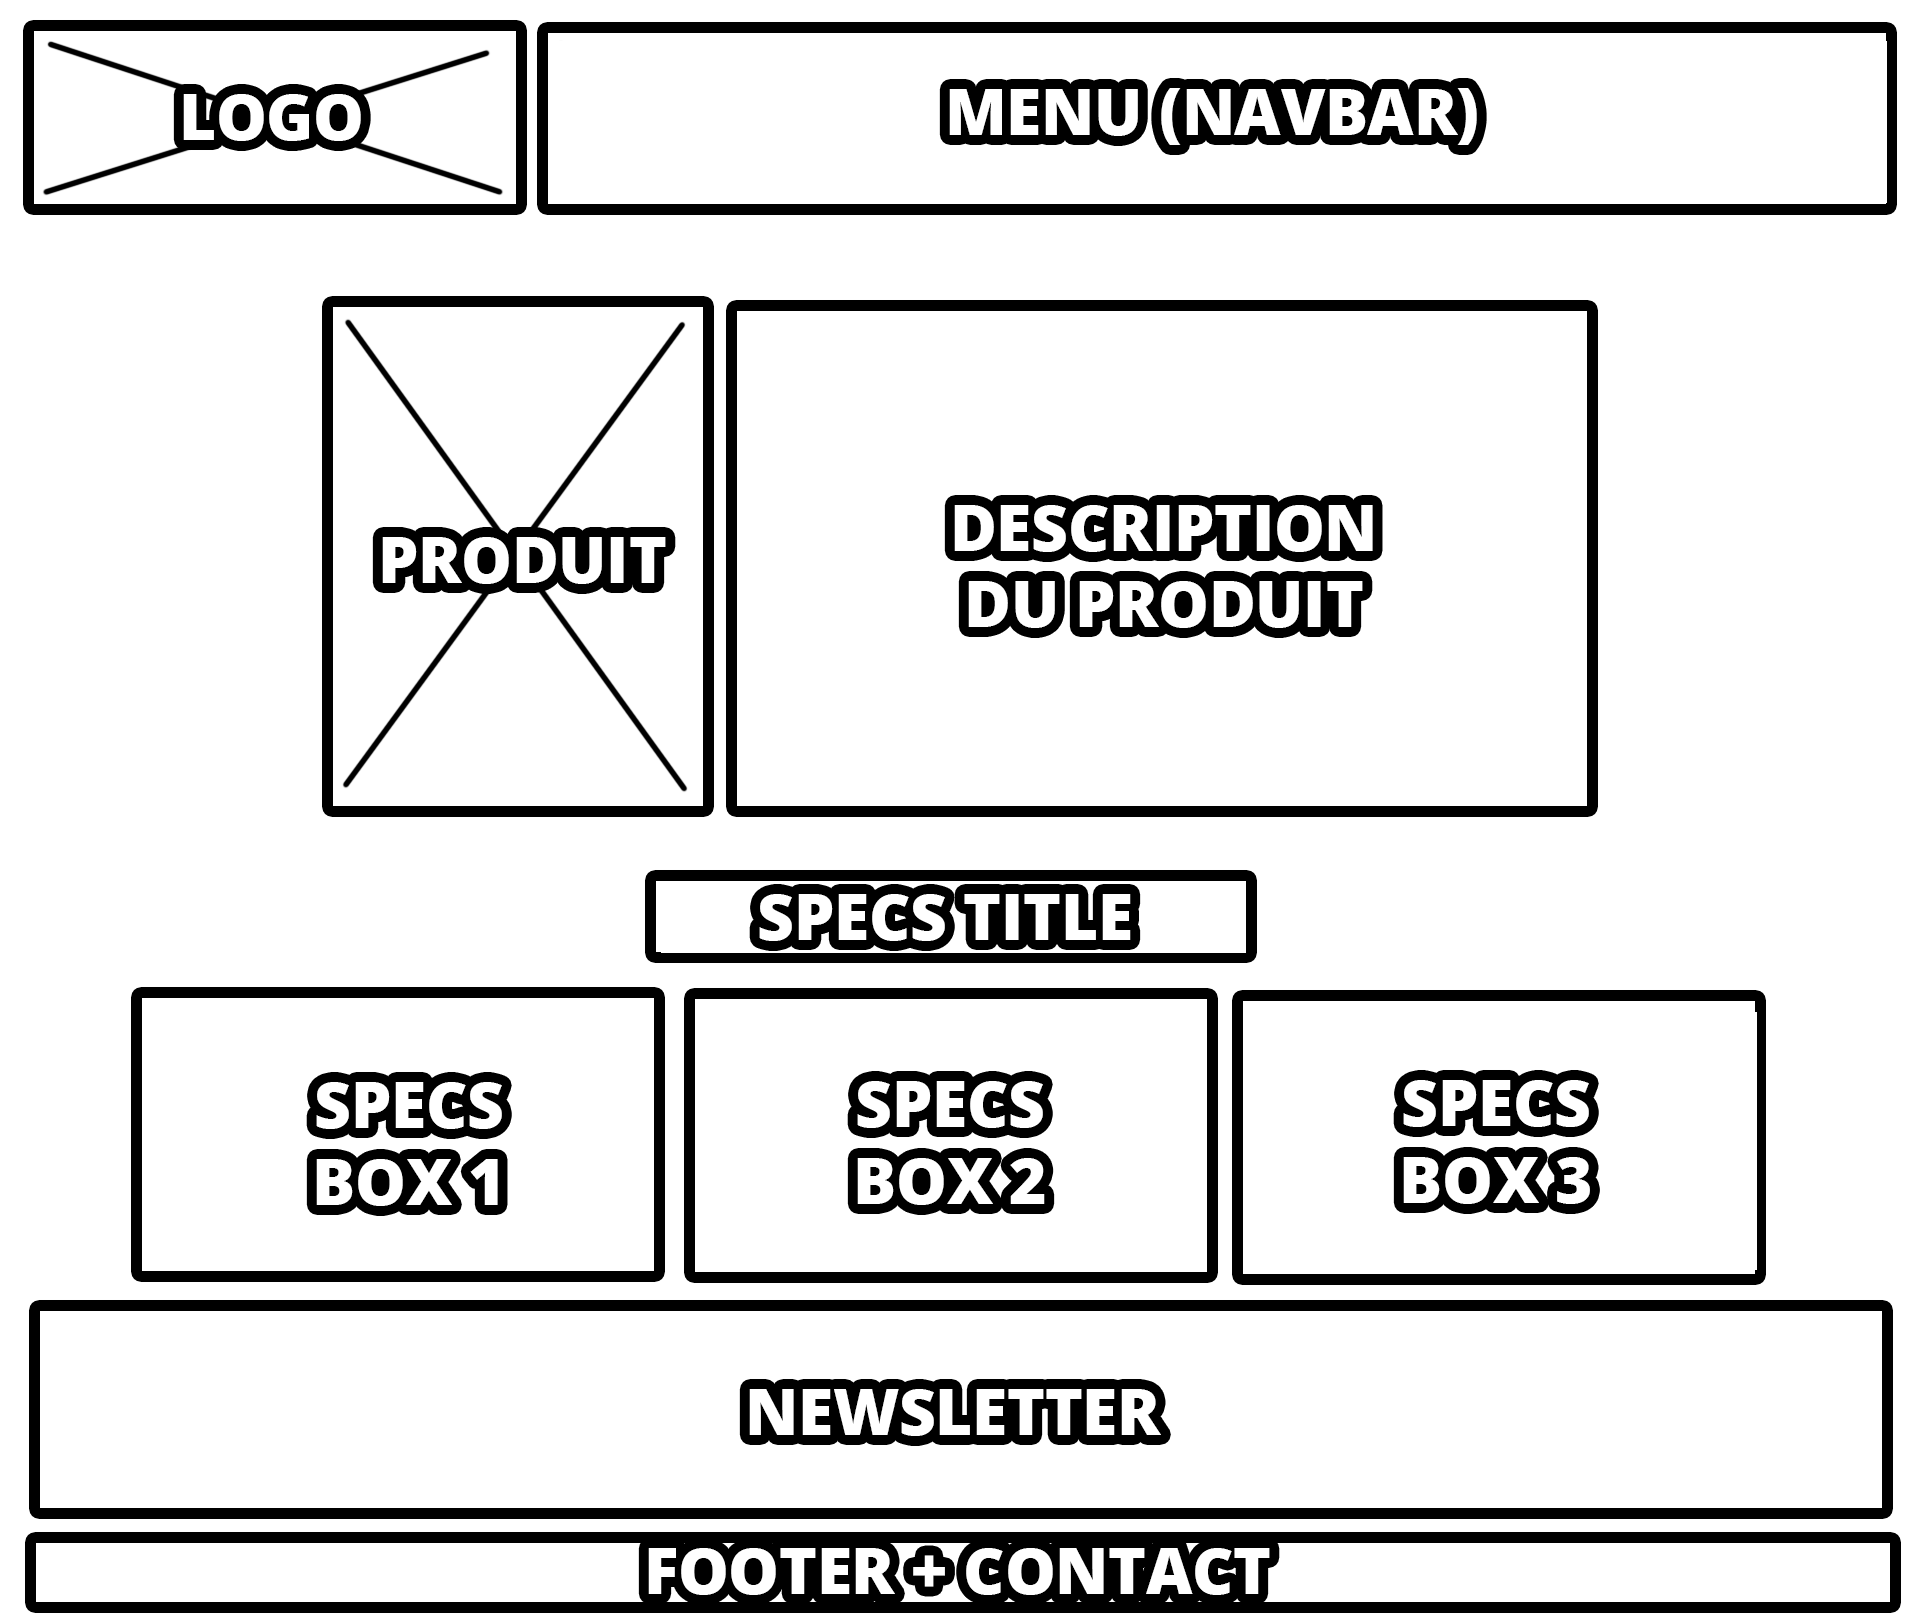 LOGO
MENU (NAVBAR)
PRODUIT
DESCRIPTION
DU PRODUIT
SPECS TITLE
SPECS
BOX 1
SPECS
BOX 2
SPECS
BOX 3
NEWSLETTER
FOOTER + CONTACT